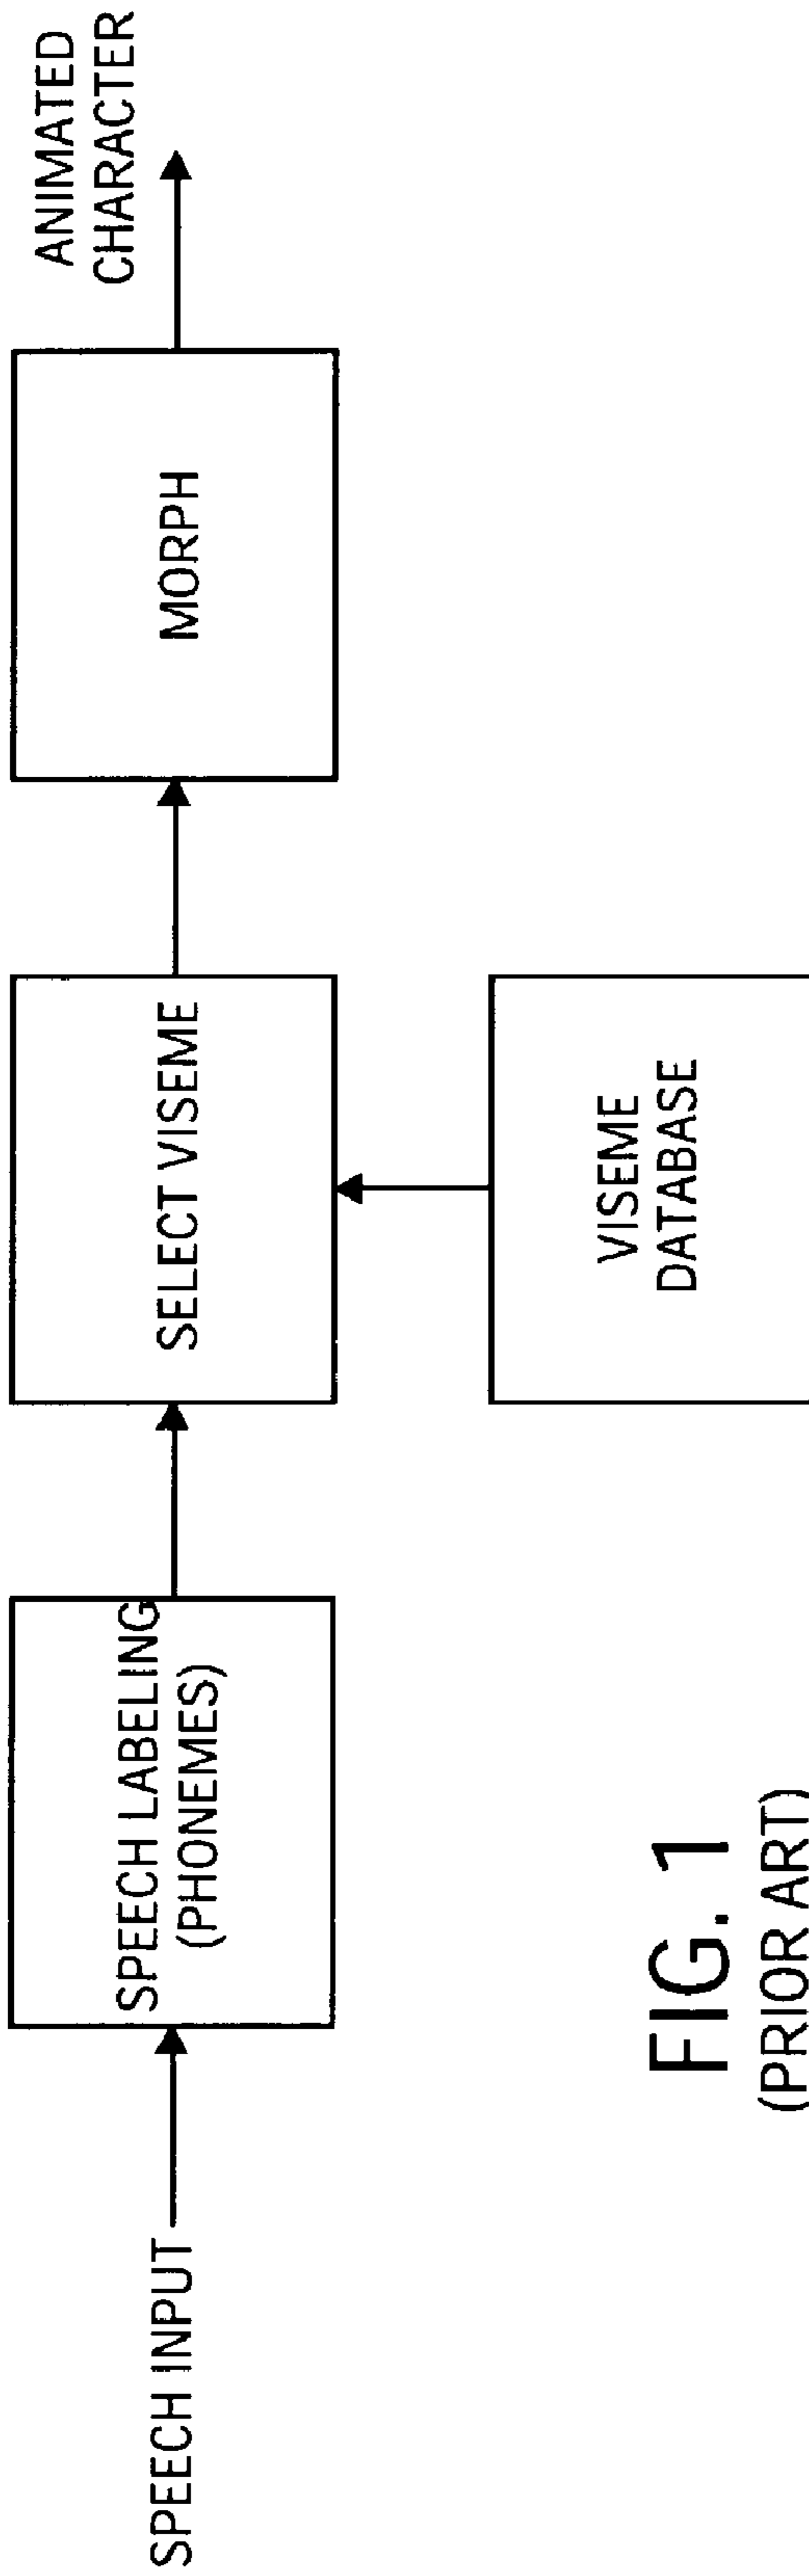 SPEECH INPUT
SPEECH LABELING
(PHONEMES)
SELECT VISEME
VISEME
DATABASE
MORPH
ANIMATED
CHARACTER
FIG. 1
(PRIOR ART)